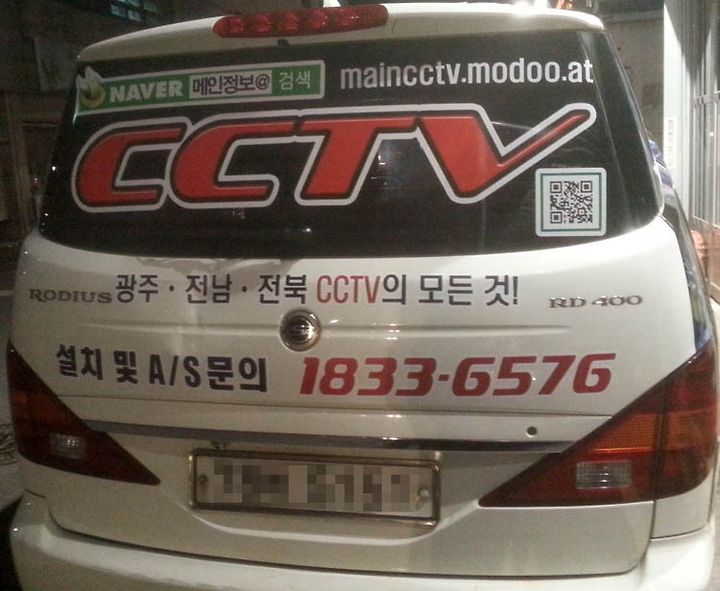 NAVER 메인정보@ 검색 maincctv.modoo.at
CCTV
RODIUS 광주·전남·전북 CCTV의 모든 것! RD 400
설치 및 A/S문의 1833-6576